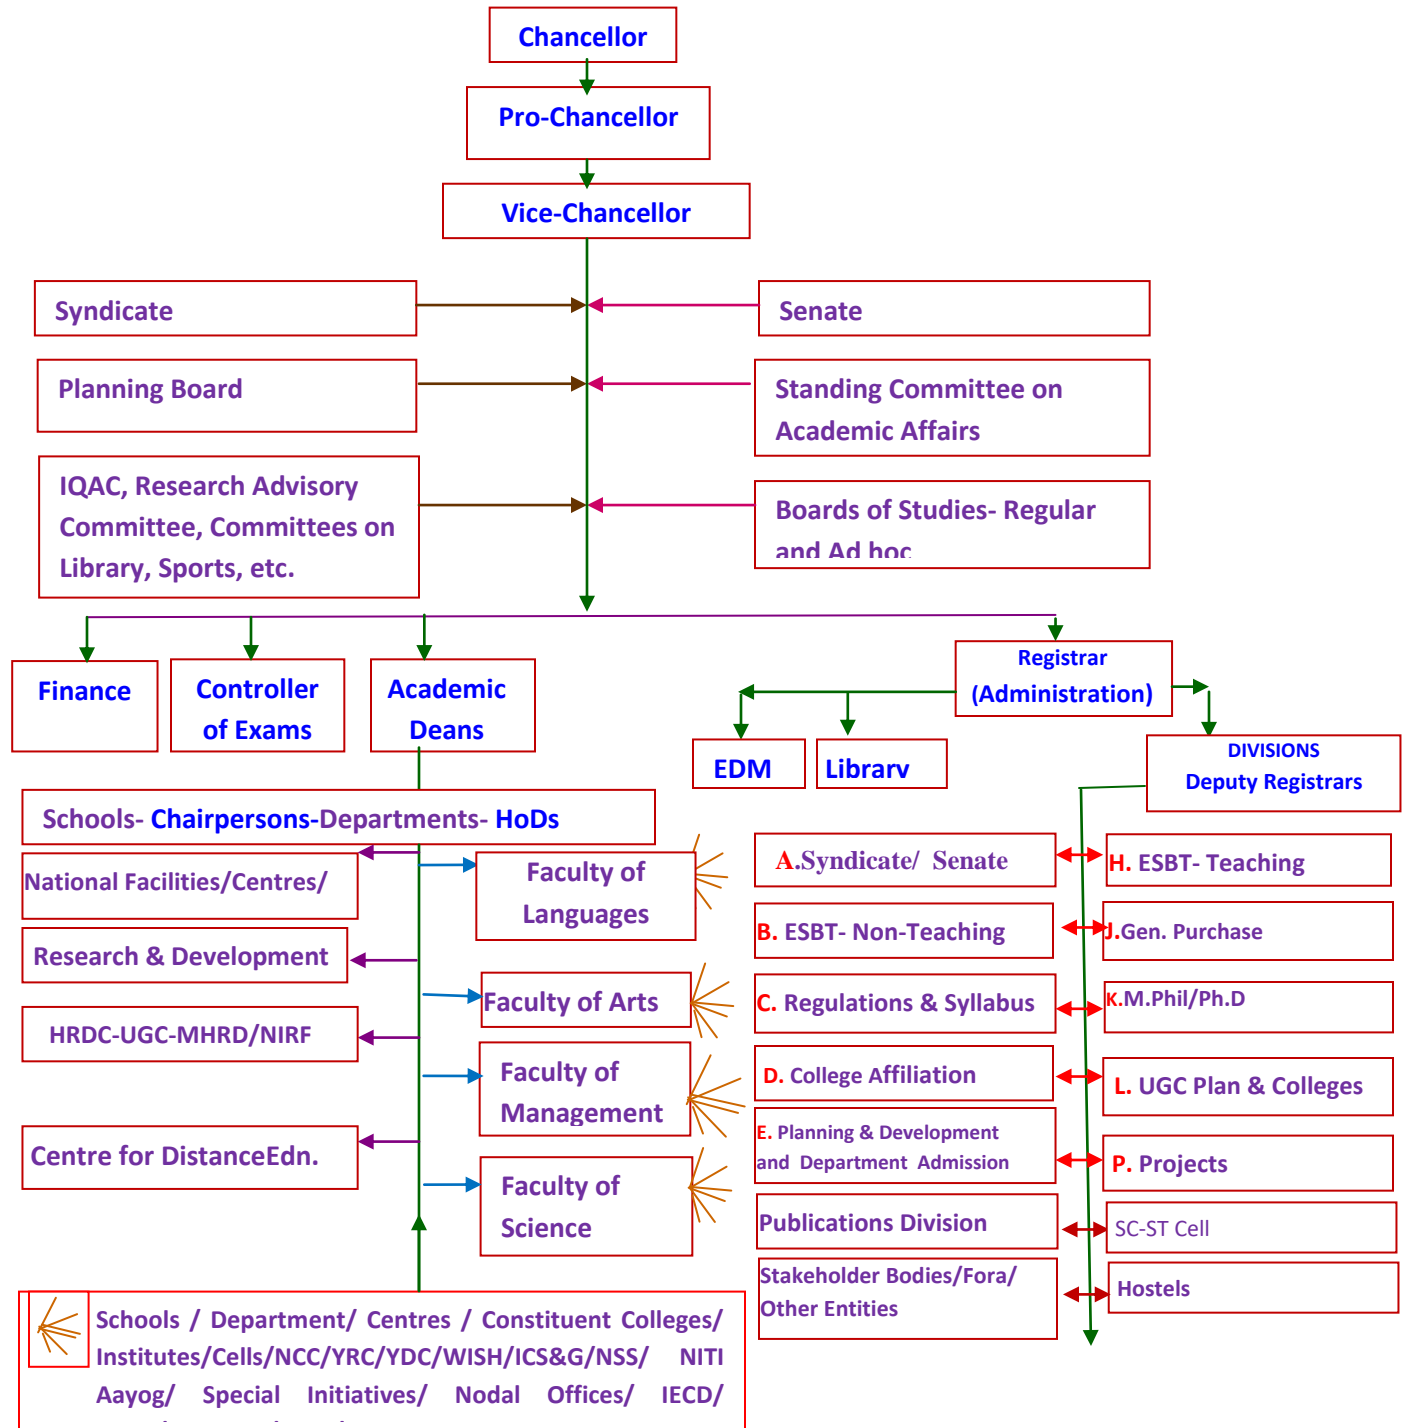 Chancellor
Pro-Chancellor
Vice-Chancellor
Syndicate
Senate
Planning Board
Standing Committee on
Academic Affairs
IQAC, Research Advisory
Committee, Committees on
Library, Sports, etc.
Boards of Studies- Regular
and Ad hoc
Finance
Controller
of Exams
Academic
Deans
Registrar
(Administration)
EDM
Library
DIVISIONS
Deputy Registrars
Schools- Chairpersons-Departments- HoDs
National Facilities/Centres/
Research & Development
HRDC-UGC-MHRD/NIRF
Centre for DistanceEdn.
Faculty of
Languages
Faculty of Arts
Faculty of
Management
Faculty of
Science
A.Syndicate/ Senate
B. ESBT- Non-Teaching
C. Regulations & Syllabus
D. College Affiliation
E. Planning & Development
and Department Admission
Publications Division
Stakeholder Bodies/Fora/
Other Entities
H. ESBT- Teaching
J.Gen. Purchase
K.M.Phil/Ph.D
L. UGC Plan & Colleges
P. Projects
SC-ST Cell
Hostels
Schools / Department/ Centres / Constituent Colleges/
Institutes/Cells/NCC/YRC/YDC/WISH/ICS&G/NSS/ NITI
Aayog/ Special Initiatives/ Nodal Offices/ IECD/